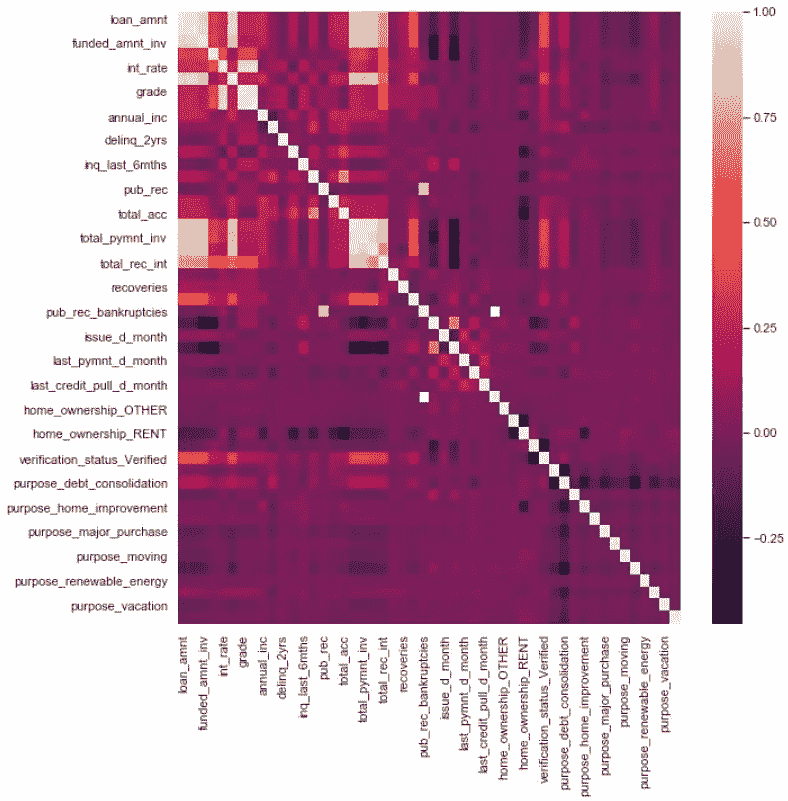 loan_amnt
funded_amnt_inv
int_rate
grade
annual_inc
delinq_2yrs
inq_last_6mths
pub_rec
total_acc
total_pymnt_inv
total_rec_int
recoveries
pub_rec_bankruptcies
issue_d_month
last_pymnt_d_month
last_credit_pull_d_month
home_ownership_OTHER
home_ownership_RENT
verification_status_Verified
purpose_debt_consolidation
purpose_home_improvement
purpose_major_purchase
purpose_moving
purpose_renewable_energy
purpose_vacation
1.00
0.75
0.50
0.25
0.00
−0.25
loan_amnt
funded_amnt_inv
int_rate
grade
annual_inc
delinq_2yrs
inq_last_6mths
pub_rec
total_acc
total_pymnt_inv
total_rec_int
recoveries
pub_rec_bankruptcies
issue_d_month
last_pymnt_d_month
last_credit_pull_d_month
home_ownership_OTHER
home_ownership_RENT
verification_status_Verified
purpose_debt_consolidation
purpose_home_improvement
purpose_major_purchase
purpose_moving
purpose_renewable_energy
purpose_vacation